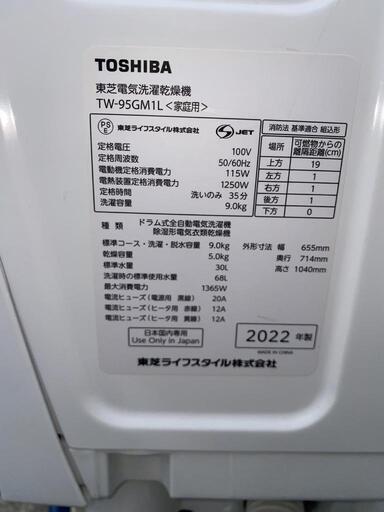 TOSHIBA
東芝電気洗濯乾燥機
TW-95GM1L<家庭用>
PS E 東芝ライフスタイル株式会社 S JET
定格電圧 100V
定格周波数 50/60Hz
電動機定格消費電力 115W
電熱装置定格消費電力 1250W
定格時間 洗いのみ 35分
洗濯容量 9.0kg
消防法 基準適合 組込形
場所 可燃物からの離隔距離(cm)
上方 19
左方 1
右方 1
後方 1
下方 0
種類 ドラム式全自動電気洗濯機
除湿形電気衣類乾燥機
標準コース・洗濯・脱水容量 9.0kg
乾燥容量 5.0kg
標準水量 30L
洗濯時の標準使用水量 68L
最大消費電力 1365W
電流ヒューズ(電源用 黒線) 20A
電流ヒューズ(ヒータ用 赤線) 12A
電流ヒューズ(ヒータ用 黄線) 12A
外形寸法 幅 655mm
奥行 714mm
高さ 1040mm
日本国内専用
Use Only in Japan
2022年製
MADE IN CHINA
東芝ライフスタイル株式会社